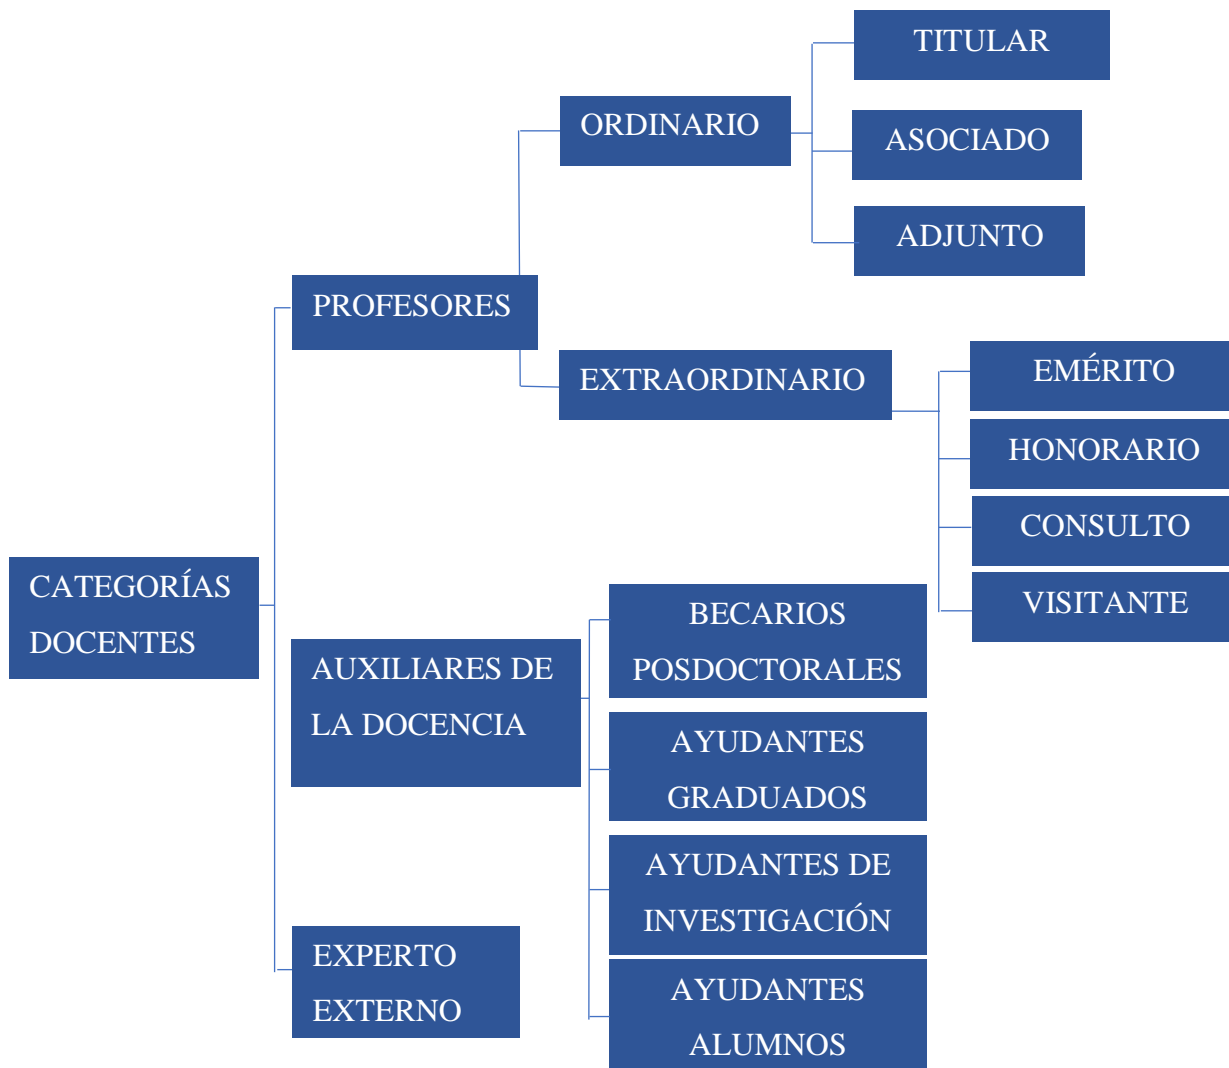 TITULAR
ORDINARIO
ASOCIADO
ADJUNTO
PROFESORES
EXTRAORDINARIO
EMÉRITO
HONORARIO
CONSULTO
VISITANTE
CATEGORÍAS
DOCENTES
AUXILIARES DE
LA DOCENCIA
BECARIOS
POSDOCTORALES
AYUDANTES
GRADUADOS
AYUDANTES DE
INVESTIGACIÓN
AYUDANTES
ALUMNOS
EXPERTO
EXTERNO